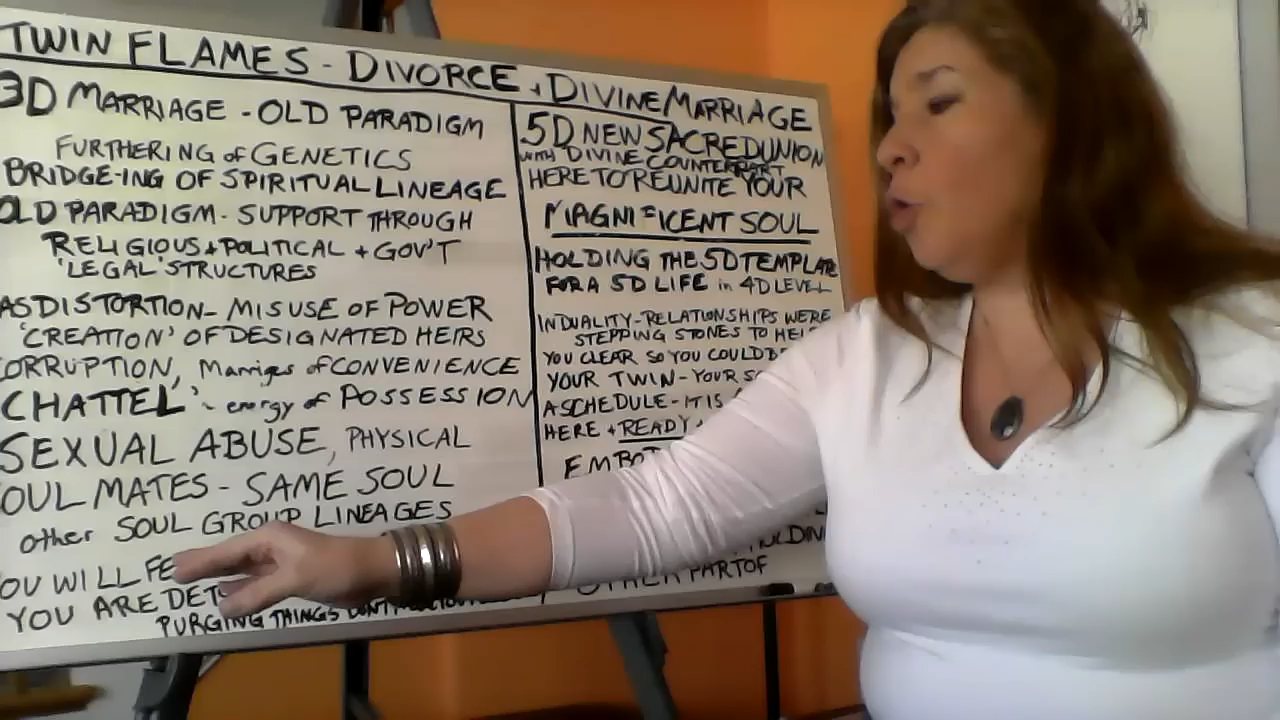 TWIN FLAMES - DIVORCE + DIVINE MARRIAGE
3D MARRIAGE - OLD PARADIGM
FURTHERING of GENETICS
BRIDGE-ING OF SPIRITUAL LINEAGE
OLD PARADIGM - SUPPORT THROUGH
RELIGIOUS + POLITICAL + GOV'T
'LEGAL' STRUCTURES
AS DISTORTION - MISUSE OF POWER
'CREATION' OF DESIGNATED HEIRS
CORRUPTION, Marriges of CONVENIENCE
'CHATTEL' ~ energy of POSSESSION
SEXUAL ABUSE, PHYSICAL
SOUL MATES - SAME SOUL
other SOUL GROUP LINEAGES
YOU WILL
YOU ARE
PURGING THINGS DON'T
5D NEW SACRED UNION
with DIVINE COUNTERPART
HERE TO REUNITE YOUR
MAGNIFICENT SOUL
HOLDING THE 5D TEMPLATE
FOR A 5D LIFE in 4D LEVEL
IN DUALITY - RELATIONSHIPS WERE
STEPPING STONES TO
YOU CLEAR SO YOU COULD
YOUR TWIN - YOUR
A SCHEDULE - IT IS
HERE + READY
OTHER PART OF